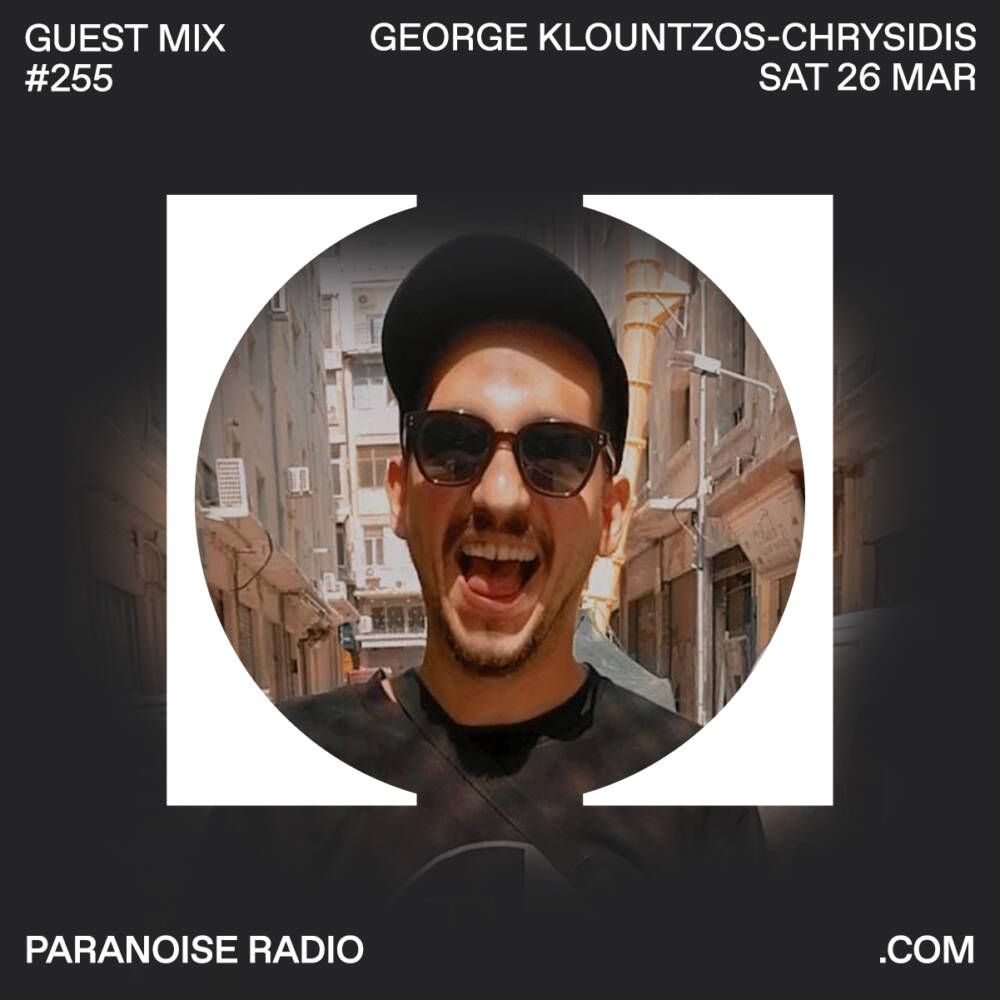 GUEST MIX
#255
GEORGE KLOUNTZOS-CHRYSIDIS
SAT 26 MAR
PARANOISE RADIO
.COM